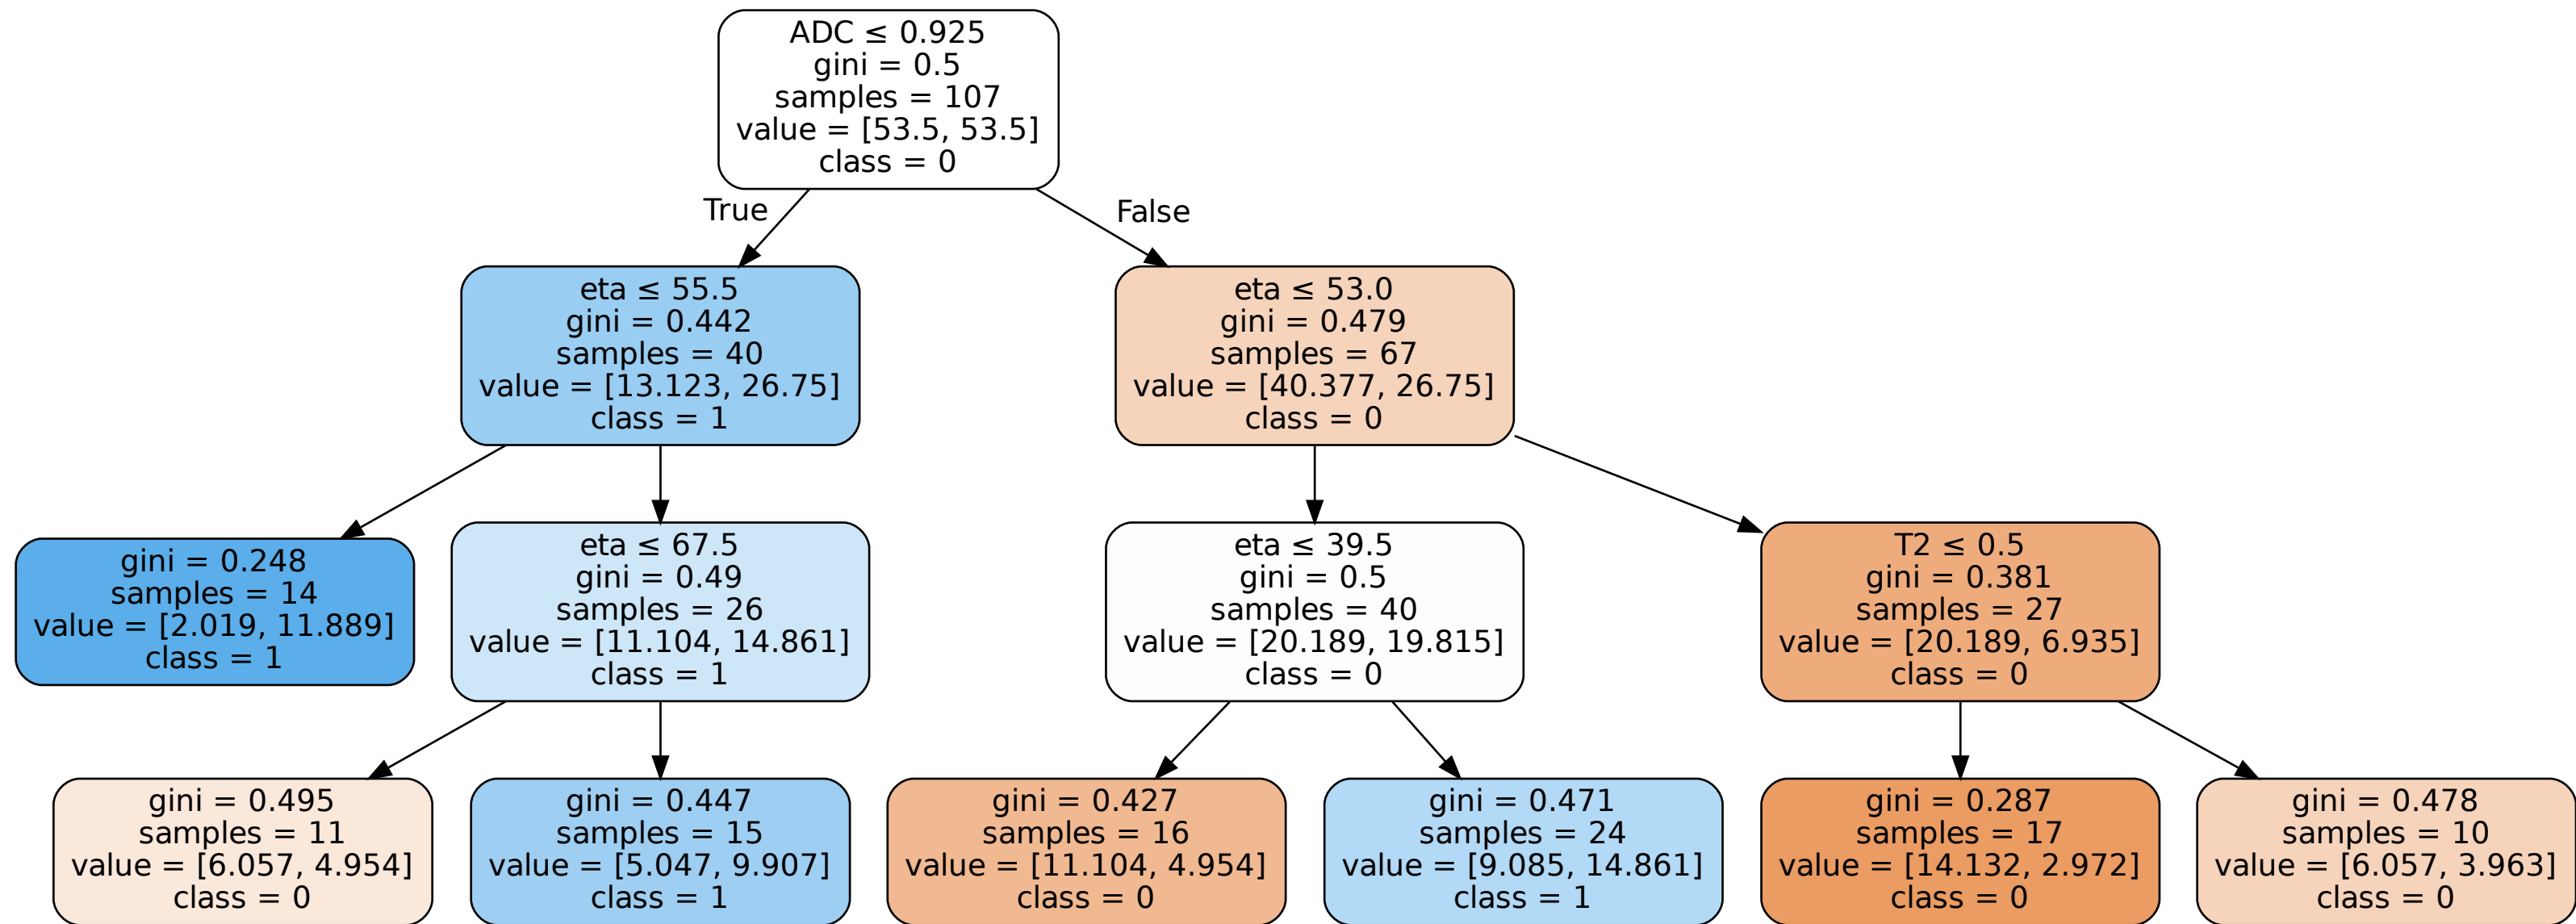 ADC ≤ 0.925
gini = 0.5
samples = 107
value = [53.5, 53.5]
class = 0
True
False
eta ≤ 55.5
gini = 0.442
samples = 40
value = [13.123, 26.75]
class = 1
eta ≤ 53.0
gini = 0.479
samples = 67
value = [40.377, 26.75]
class = 0
gini = 0.248
samples = 14
value = [2.019, 11.889]
class = 1
eta ≤ 67.5
gini = 0.49
samples = 26
value = [11.104, 14.861]
class = 1
eta ≤ 39.5
gini = 0.5
samples = 40
value = [20.189, 19.815]
class = 0
T2 ≤ 0.5
gini = 0.381
samples = 27
value = [20.189, 6.935]
class = 0
gini = 0.495
samples = 11
value = [6.057, 4.954]
class = 0
gini = 0.447
samples = 15
value = [5.047, 9.907]
class = 1
gini = 0.427
samples = 16
value = [11.104, 4.954]
class = 0
gini = 0.471
samples = 24
value = [9.085, 14.861]
class = 1
gini = 0.287
samples = 17
value = [14.132, 2.972]
class = 0
gini = 0.478
samples = 10
value = [6.057, 3.963]
class = 0